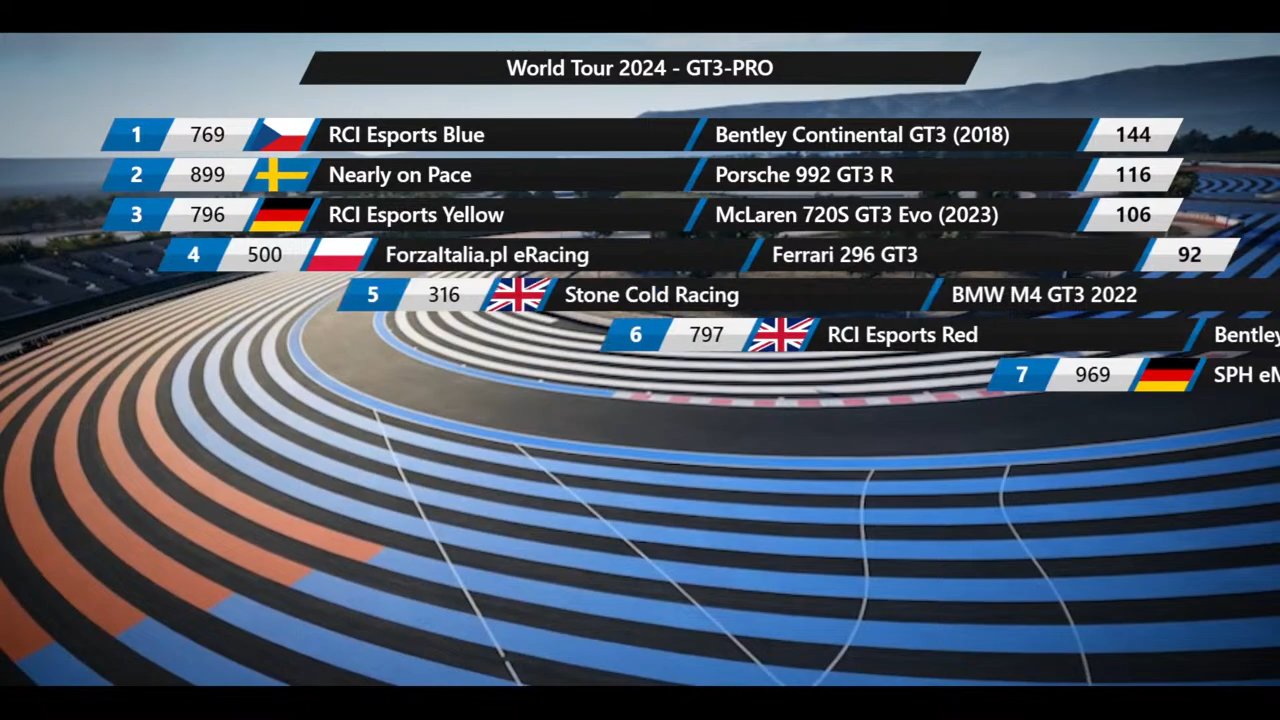 World Tour 2024 - GT3-PRO
1 769 RCI Esports Blue Bentley Continental GT3 (2018) 144
2 899 Nearly on Pace Porsche 992 GT3 R 116
3 796 RCI Esports Yellow McLaren 720S GT3 Evo (2023) 106
4 500 ForzaItalia.pl eRacing Ferrari 296 GT3 92
5 316 Stone Cold Racing BMW M4 GT3 2022
6 797 RCI Esports Red Bentley
7 969 SPH